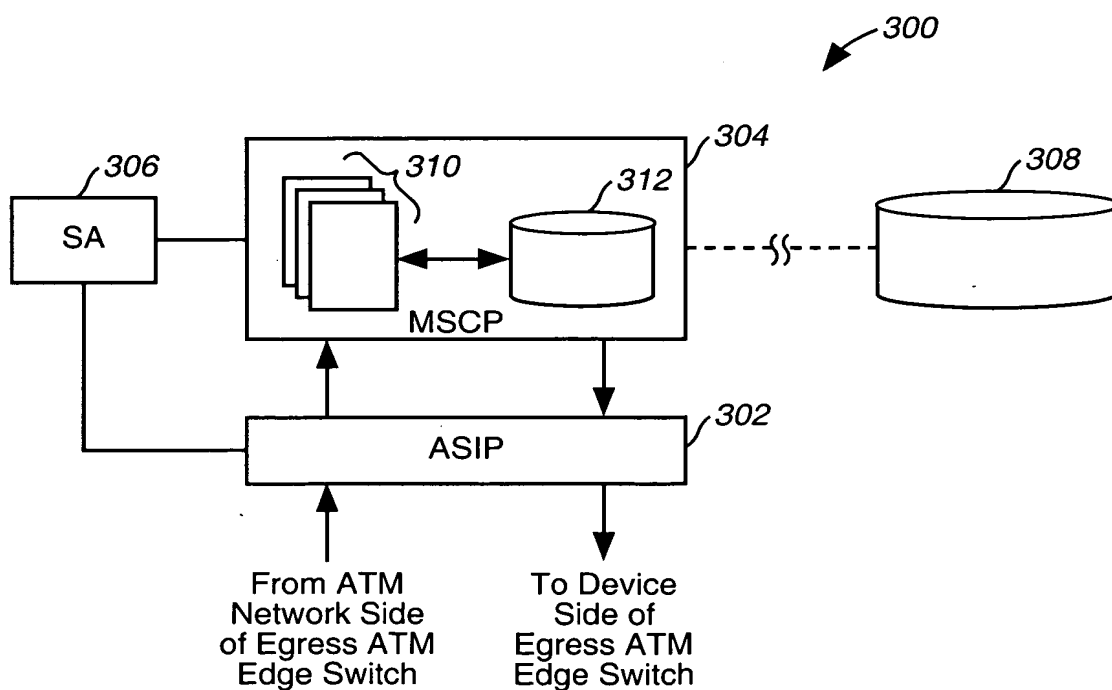 300
304
306
310
312
308
SA
MSCP
302
ASIP
From ATM
Network Side
of Egress ATM
Edge Switch
To Device
Side of
Egress ATM
Edge Switch